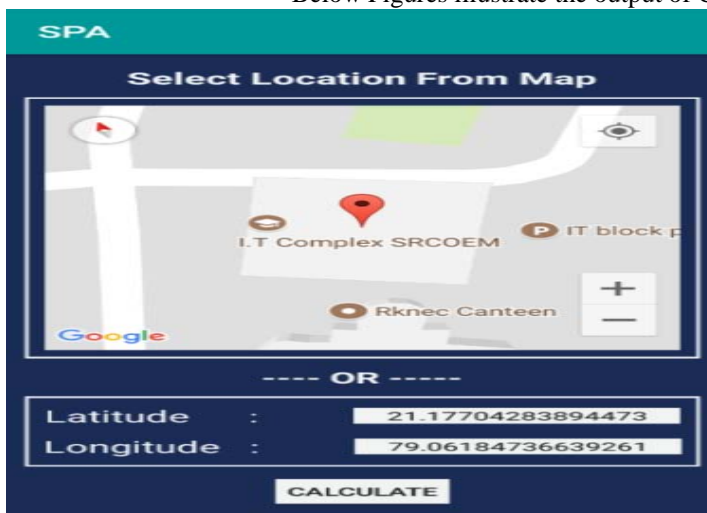 Below Figures illustrate the output of
SPA
Select Location From Map
I.T Complex SRCOEM
P IT block p
Rknec Canteen
+
−
Google
---- OR -----
Latitude : 21.17704283894473
Longitude : 79.06184736639261
CALCULATE